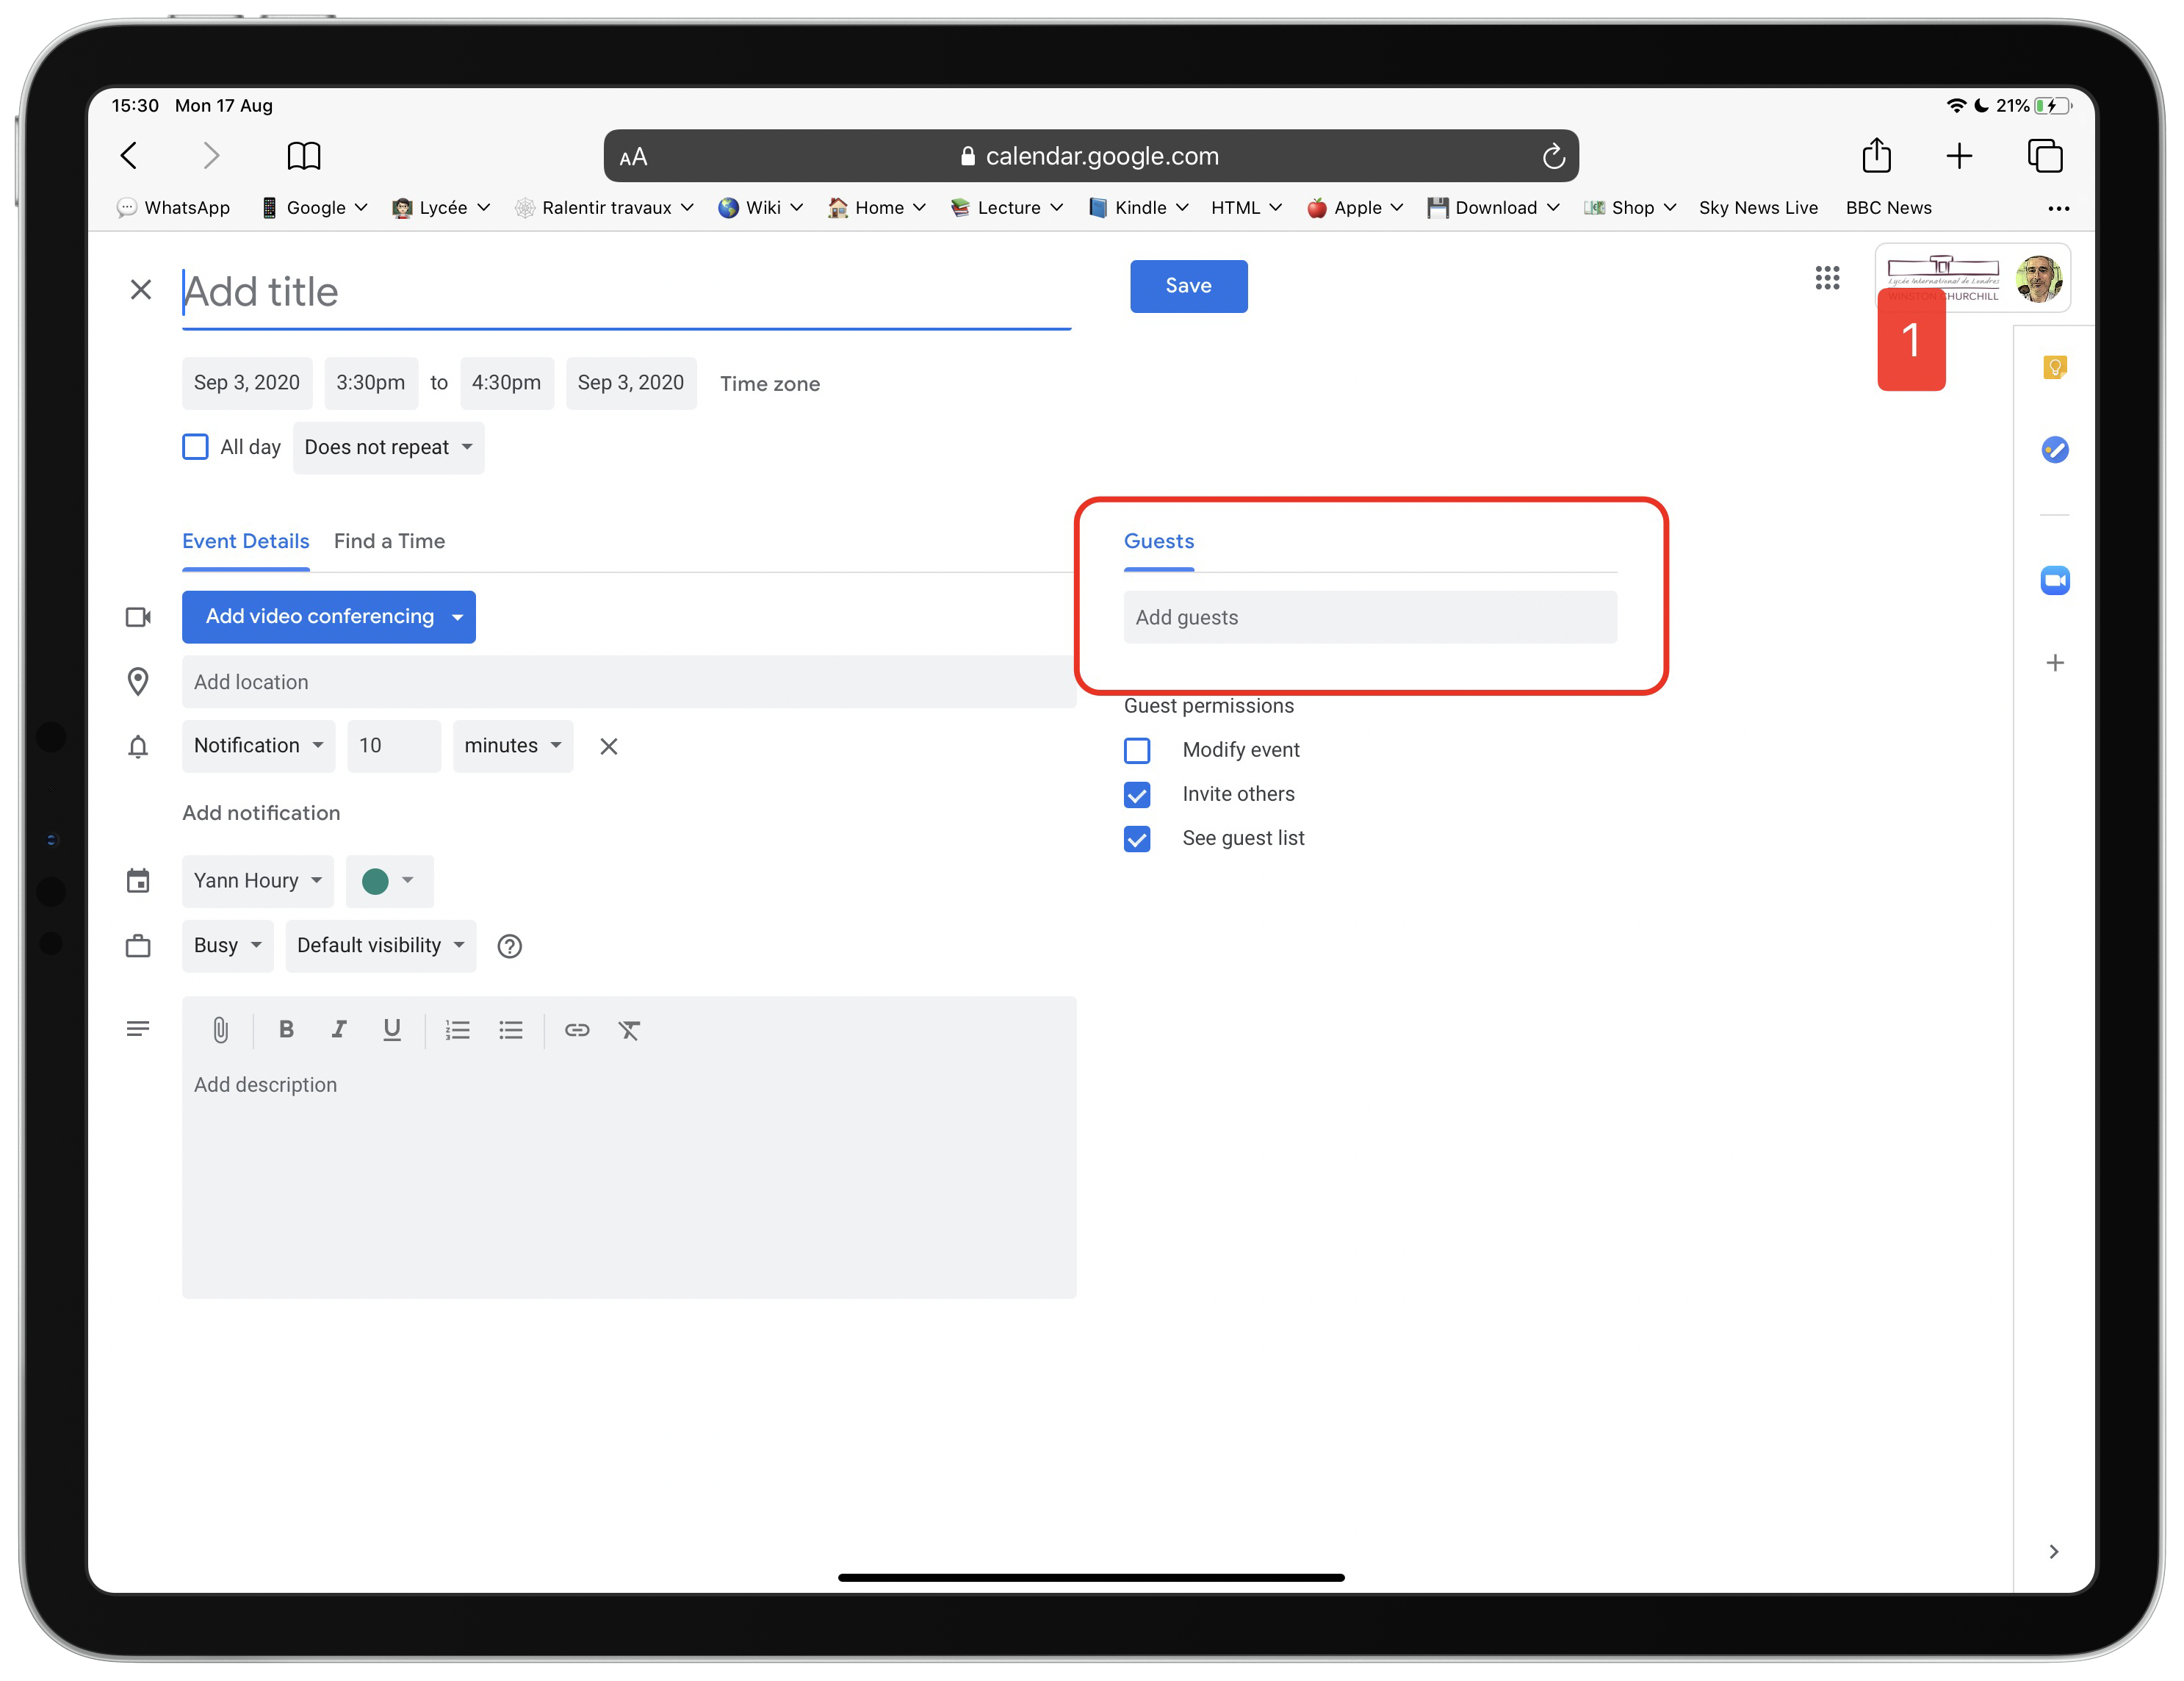 15:30 Mon 17 Aug
21%
AA calendar.google.com
WhatsApp Google Lycée Ralentir travaux Wiki Home Lecture Kindle HTML Apple Download Shop Sky News Live BBC News
Add title
Save
Lycée International de Londres
WINSTON CHURCHILL
1
Sep 3, 2020 3:30pm to 4:30pm Sep 3, 2020 Time zone
All day Does not repeat
Event Details Find a Time
Guests
Add video conferencing
Add guests
Add location
Guest permissions
Notification 10 minutes
Modify event
Invite others
Add notification
See guest list
Yann Houry
Busy Default visibility
B I U
Add description